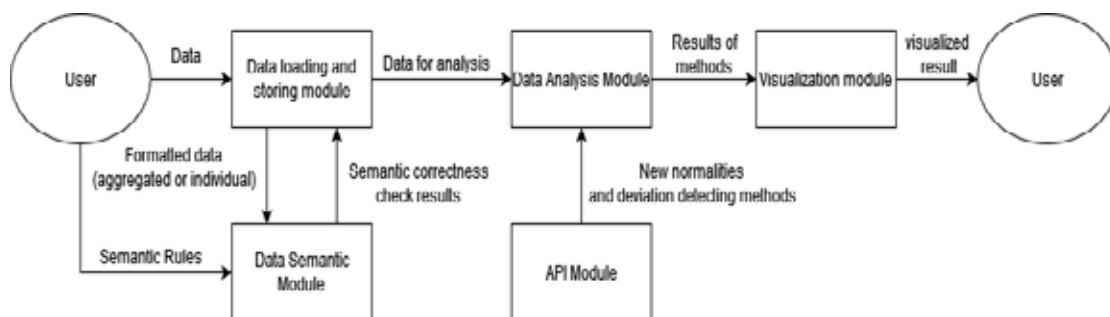 User
Data
Data loading and
storing module
Data for analysis
Data Analysis Module
Results of
methods
Visualization module
visualized
result
User
Formatted data
(aggregated or individual)
Semantic correctness
check results
New normalities
and deviation detecting methods
Semantic Rules
Data Semantic
Module
API Module